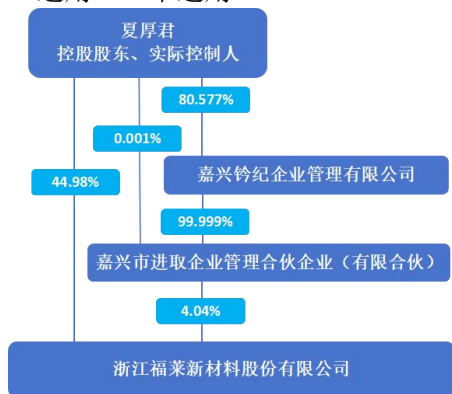 夏厚君
控股股东、实际控制人
80.577%
0.001%
44.98%
嘉兴钤纪企业管理有限公司
99.999%
嘉兴市进取企业管理合伙企业（有限合伙）
4.04%
浙江福莱新材料股份有限公司